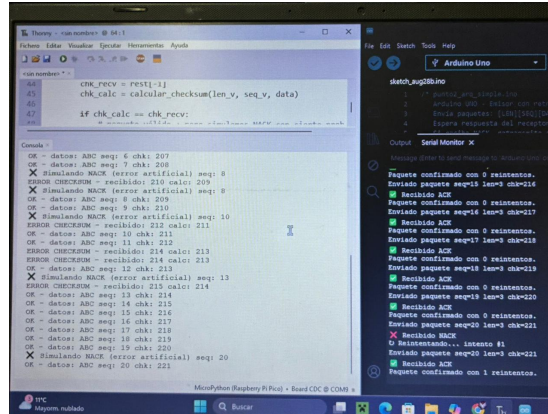 Thonny - <sin nombre> @ 64:1
Fichero Editar Visualizar Ejecutar Herramientas Ayuda
<sin nombre> *
44 chk_recv = rest[-1]
45 chk_calc = calcular_checksum(len_v, seq_v, data)
46
47 if chk_calc == chk_recv:
Consola
OK - datos: ABC seq: 6 chk: 207
OK - datos: ABC seq: 7 chk: 208
❌ Simulando NACK (error artificial) seq: 8
ERROR CHECKSUM - recibido: 210 calc: 209
❌ Simulando NACK (error artificial) seq: 8
OK - datos: ABC seq: 8 chk: 209
OK - datos: ABC seq: 9 chk: 210
❌ Simulando NACK (error artificial) seq: 10
ERROR CHECKSUM - recibido: 212 calc: 211
OK - datos: ABC seq: 10 chk: 211
OK - datos: ABC seq: 11 chk: 212
ERROR CHECKSUM - recibido: 214 calc: 213
ERROR CHECKSUM - recibido: 214 calc: 213
OK - datos: ABC seq: 12 chk: 213
❌ Simulando NACK (error artificial) seq: 13
ERROR CHECKSUM - recibido: 215 calc: 214
OK - datos: ABC seq: 13 chk: 214
OK - datos: ABC seq: 14 chk: 215
OK - datos: ABC seq: 15 chk: 216
OK - datos: ABC seq: 16 chk: 217
OK - datos: ABC seq: 17 chk: 218
OK - datos: ABC seq: 18 chk: 219
OK - datos: ABC seq: 19 chk: 220
❌ Simulando NACK (error artificial) seq: 20
OK - datos: ABC seq: 20 chk: 221
MicroPython (Raspberry Pi Pico) • Board CDC @ COM9
File Edit Sketch Tools Help
Arduino Uno
sketch_aug28b.ino
1
2
3
4
Output Serial Monitor ×
Paquete confirmado con 0 reintentos.
Enviado paquete seq=15 len=3 chk=216
✅ Recibido ACK
Paquete confirmado con 0 reintentos.
Enviado paquete seq=16 len=3 chk=217
✅ Recibido ACK
Paquete confirmado con 0 reintentos.
Enviado paquete seq=17 len=3 chk=218
✅ Recibido ACK
Paquete confirmado con 0 reintentos.
Enviado paquete seq=18 len=3 chk=219
✅ Recibido ACK
Paquete confirmado con 0 reintentos.
Enviado paquete seq=19 len=3 chk=220
✅ Recibido ACK
Paquete confirmado con 0 reintentos.
Enviado paquete seq=20 len=3 chk=221
❌ Recibido NACK
↻ Reintentando... intento #1
Enviado paquete seq=20 len=3 chk=221
✅ Recibido ACK
Paquete confirmado con 1 reintentos.
11°C
Mayorm. nublado
Buscar